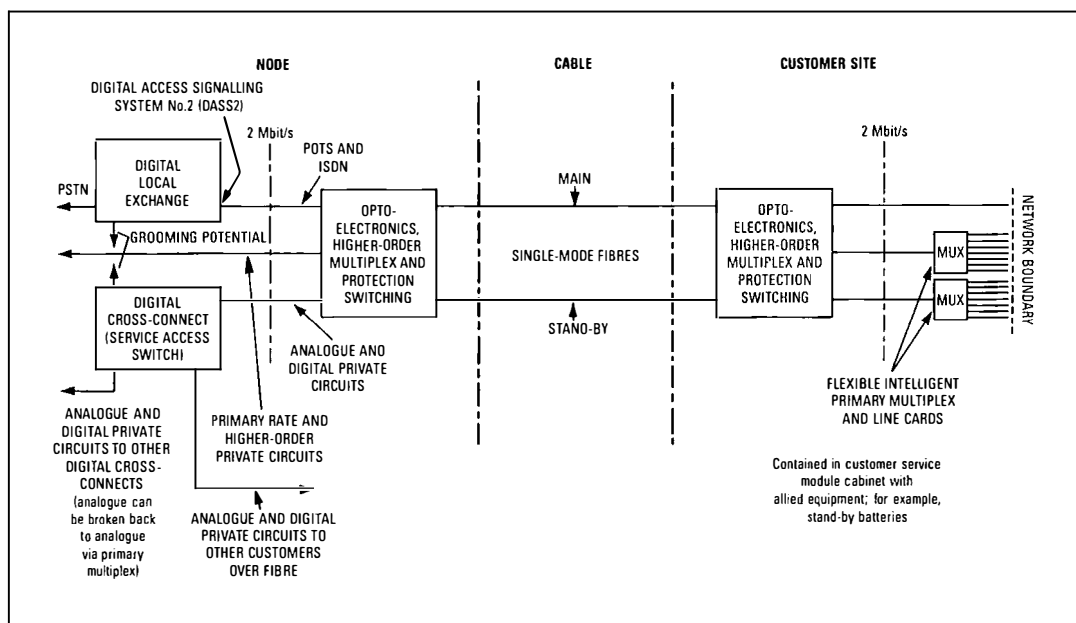 NODE
CABLE
CUSTOMER SITE
DIGITAL ACCESS SIGNALLING
SYSTEM No.2 (DASS2)
2 Mbit/s
POTS AND
ISDN
PSTN
DIGITAL
LOCAL
EXCHANGE
GROOMING POTENTIAL
DIGITAL
CROSS-CONNECT
(SERVICE ACCESS
SWITCH)
OPTO-
ELECTRONICS,
HIGHER-ORDER
MULTIPLEX AND
PROTECTION
SWITCHING
ANALOGUE AND
DIGITAL PRIVATE
CIRCUITS
PRIMARY RATE AND
HIGHER-ORDER
PRIVATE CIRCUITS
ANALOGUE AND
DIGITAL PRIVATE
CIRCUITS TO OTHER
DIGITAL CROSS-
CONNECTS
(analogue can
be broken back
to analogue
via primary
multiplex)
ANALOGUE AND DIGITAL
PRIVATE CIRCUITS TO
OTHER CUSTOMERS
OVER FIBRE
MAIN
SINGLE-MODE FIBRES
STAND-BY
OPTO-
ELECTRONICS,
HIGHER-ORDER
MULTIPLEX AND
PROTECTION
SWITCHING
2 Mbit/s
MUX
MUX
NETWORK BOUNDARY
FLEXIBLE INTELLIGENT
PRIMARY MULTIPLEX
AND LINE CARDS
Contained in customer service
module cabinet with
allied equipment; for example,
stand-by batteries